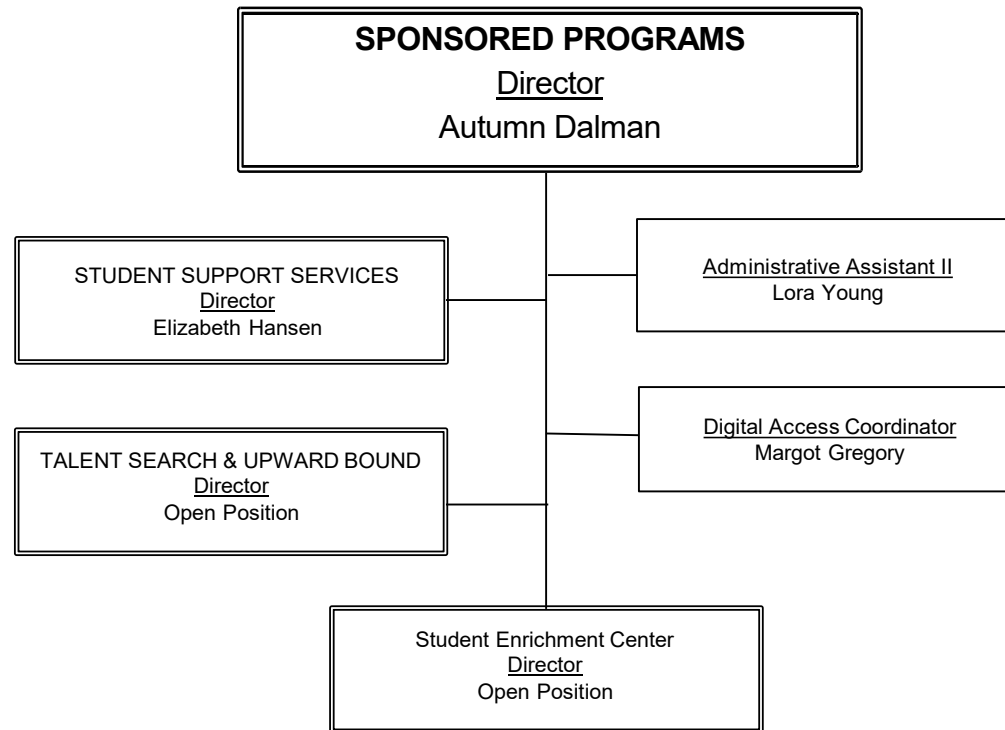 SPONSORED PROGRAMS
Director
Autumn Dalman
STUDENT SUPPORT SERVICES
Director
Elizabeth Hansen
Administrative Assistant II
Lora Young
TALENT SEARCH & UPWARD BOUND
Director
Open Position
Digital Access Coordinator
Margot Gregory
Student Enrichment Center
Director
Open Position